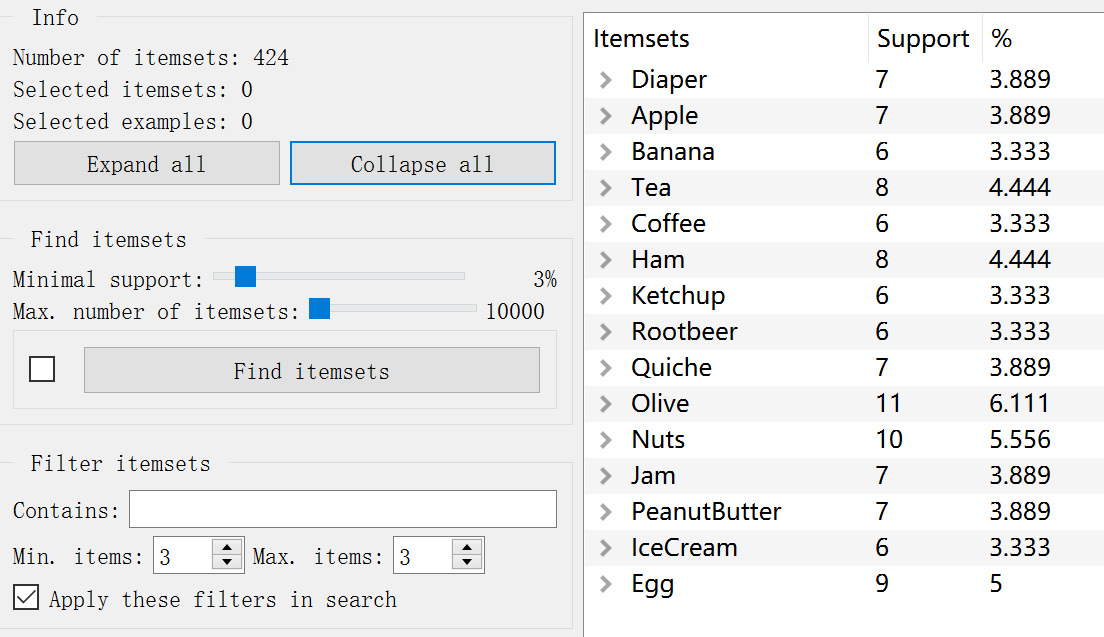 Info
Number of itemsets: 424
Selected itemsets: 0
Selected examples: 0
Expand all Collapse all
Find itemsets
Minimal support: 3%
Max. number of itemsets: 10000
Find itemsets
Filter itemsets
Contains:
Min. items: 3 Max. items: 3
Apply these filters in search
Itemsets Support %
Diaper 7 3.889
Apple 7 3.889
Banana 6 3.333
Tea 8 4.444
Coffee 6 3.333
Ham 8 4.444
Ketchup 6 3.333
Rootbeer 6 3.333
Quiche 7 3.889
Olive 11 6.111
Nuts 10 5.556
Jam 7 3.889
PeanutButter 7 3.889
IceCream 6 3.333
Egg 9 5